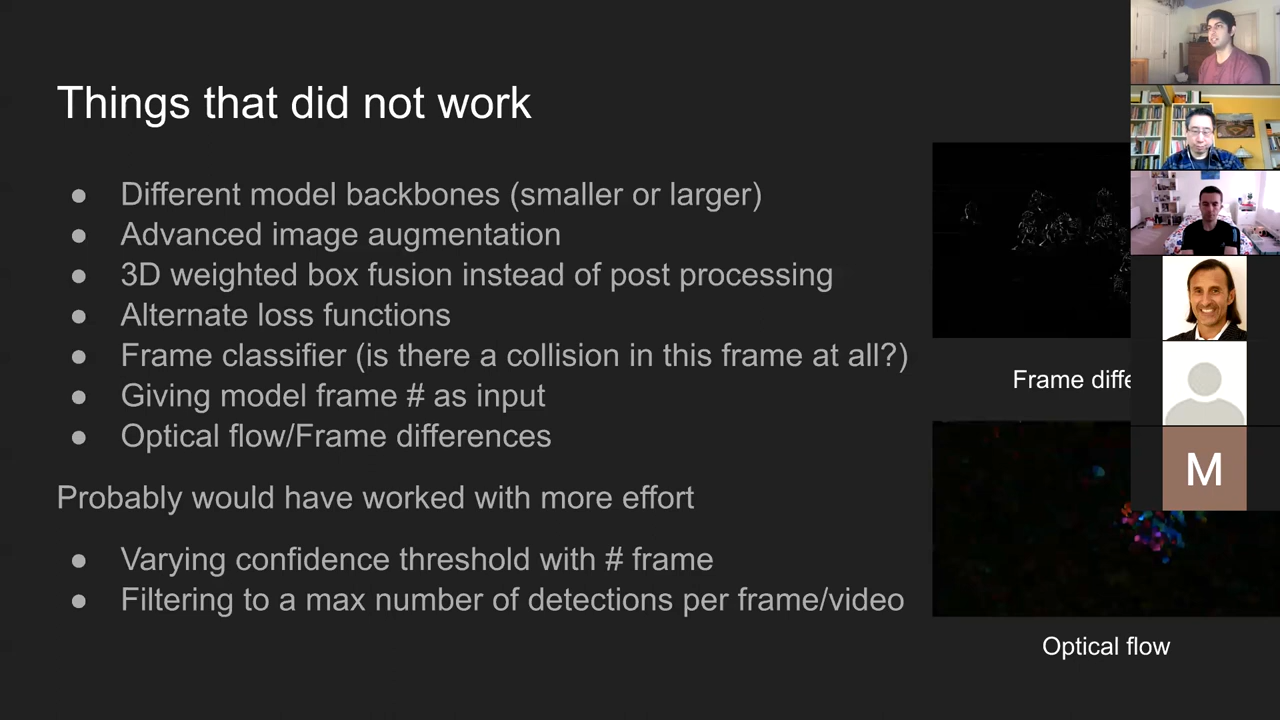 Things that did not work
● Different model backbones (smaller or larger)
● Advanced image augmentation
● 3D weighted box fusion instead of post processing
● Alternate loss functions
● Frame classifier (is there a collision in this frame at all?)
● Giving model frame # as input
● Optical flow/Frame differences
Probably would have worked with more effort
● Varying confidence threshold with # frame
● Filtering to a max number of detections per frame/video
Frame diffe
Optical flow
M